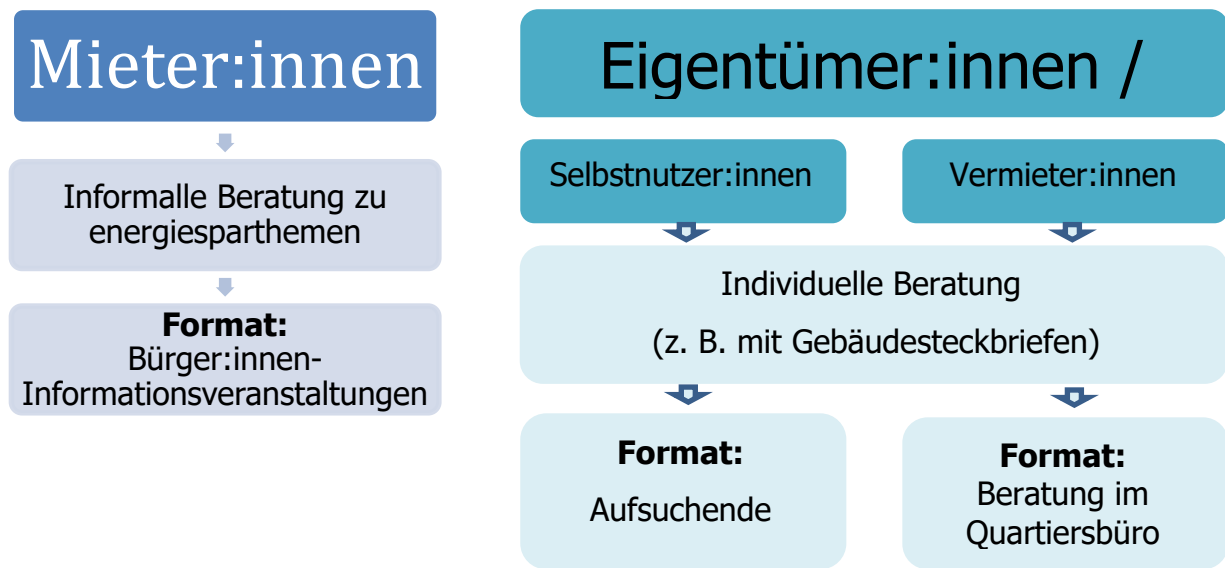 Mieter:innen
Informalle Beratung zu
energiesparthemen
Format:
Bürger:innen-
Informationsveranstaltungen
Eigentümer:innen /
Selbstnutzer:innen
Vermieter:innen
Individuelle Beratung
(z. B. mit Gebäudesteckbriefen)
Format:
Aufsuchende
Format:
Beratung im
Quartiersbüro